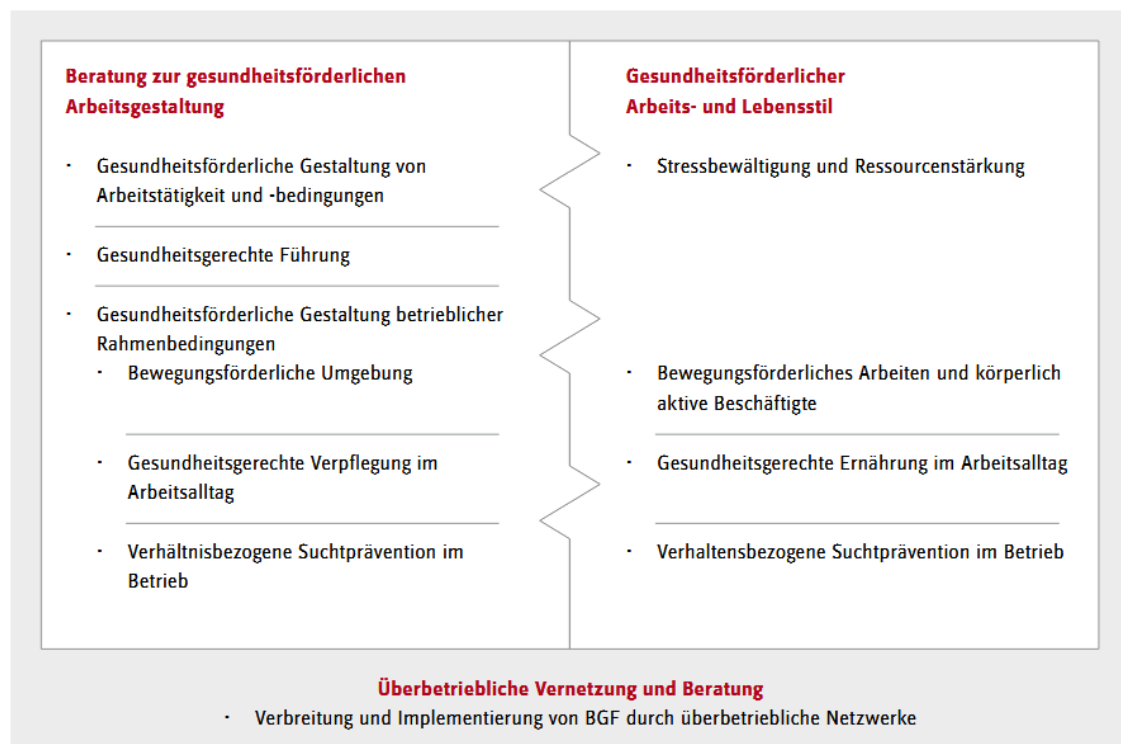 Beratung zur gesundheitsförderlichen
Arbeitsgestaltung
· Gesundheitsförderliche Gestaltung von
Arbeitstätigkeit und -bedingungen
· Gesundheitsgerechte Führung
· Gesundheitsförderliche Gestaltung betrieblicher
Rahmenbedingungen
· Bewegungsförderliche Umgebung
· Gesundheitsgerechte Verpflegung im
Arbeitsalltag
· Verhältnisbezogene Suchtprävention im
Betrieb
Gesundheitsförderlicher
Arbeits- und Lebensstil
· Stressbewältigung und Ressourcenstärkung
· Bewegungsförderliches Arbeiten und körperlich
aktive Beschäftigte
· Gesundheitsgerechte Ernährung im Arbeitsalltag
· Verhaltensbezogene Suchtprävention im Betrieb
Überbetriebliche Vernetzung und Beratung
· Verbreitung und Implementierung von BGF durch überbetriebliche Netzwerke